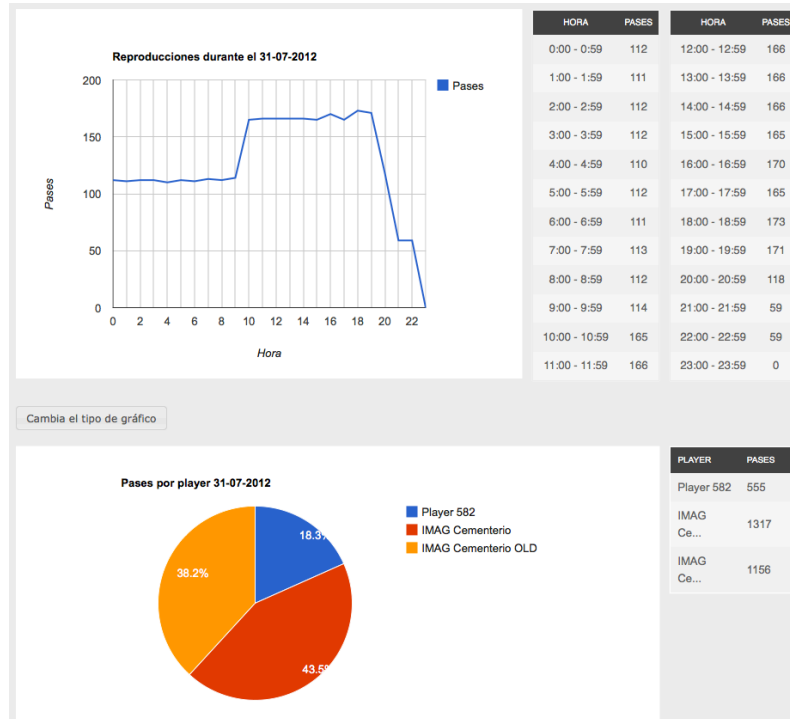 Reproducciones durante el 31-07-2012
200
150
100
50
0
Pases
0 2 4 6 8 10 12 14 16 18 20 22
Hora
Pases
HORA PASES
0:00 - 0:59 112
1:00 - 1:59 111
2:00 - 2:59 112
3:00 - 3:59 112
4:00 - 4:59 110
5:00 - 5:59 112
6:00 - 6:59 111
7:00 - 7:59 113
8:00 - 8:59 112
9:00 - 9:59 114
10:00 - 10:59 165
11:00 - 11:59 166
HORA PASES
12:00 - 12:59 166
13:00 - 13:59 166
14:00 - 14:59 166
15:00 - 15:59 165
16:00 - 16:59 170
17:00 - 17:59 165
18:00 - 18:59 173
19:00 - 19:59 171
20:00 - 20:59 118
21:00 - 21:59 59
22:00 - 22:59 59
23:00 - 23:59 0
Cambia el tipo de gráfico
Pases por player 31-07-2012
18.3%
38.2%
43.5%
Player 582
IMAG Cementerio
IMAG Cementerio OLD
PLAYER PASES
Player 582 555
IMAG
Ce... 1317
IMAG
Ce... 1156